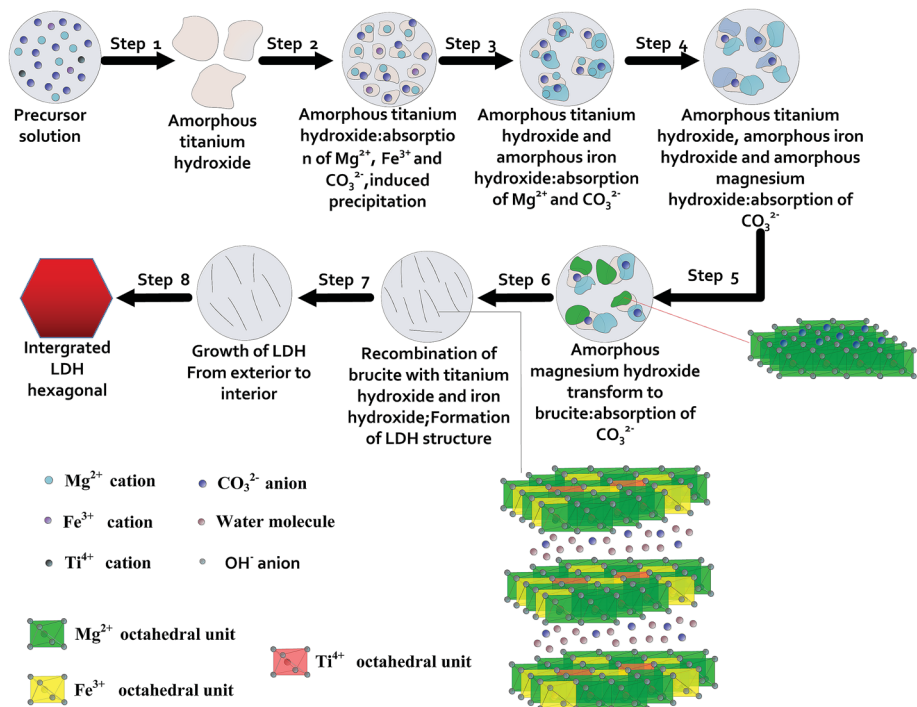 Step 1
Step 2
Step 3
Step 4
Precursor
solution
Amorphous
titanium
hydroxide
Amorphous titanium
hydroxide:absorptio
n of Mg²⁺, Fe³⁺ and
CO₃²⁻,induced
precipitation
Amorphous titanium
hydroxide and
amorphous iron
hydroxide:absorption
of Mg²⁺ and CO₃²⁻
Amorphous titanium
hydroxide, amorphous iron
hydroxide and amorphous
magnesium
hydroxide:absorption of
CO₃²⁻
Step 5
Step 6
Step 7
Step 8
Amorphous
magnesium hydroxide
transform to
brucite:absorption of
CO₃²⁻
Recombination of
brucite with titanium
hydroxide and iron
hydroxide;Formation
of LDH structure
Growth of LDH
From exterior to
interior
Intergrated
LDH
hexagonal
Mg²⁺ cation
CO₃²⁻ anion
Fe³⁺ cation
Water molecule
Ti⁴⁺ cation
OH⁻ anion
Mg²⁺ octahedral unit
Ti⁴⁺ octahedral unit
Fe³⁺ octahedral unit